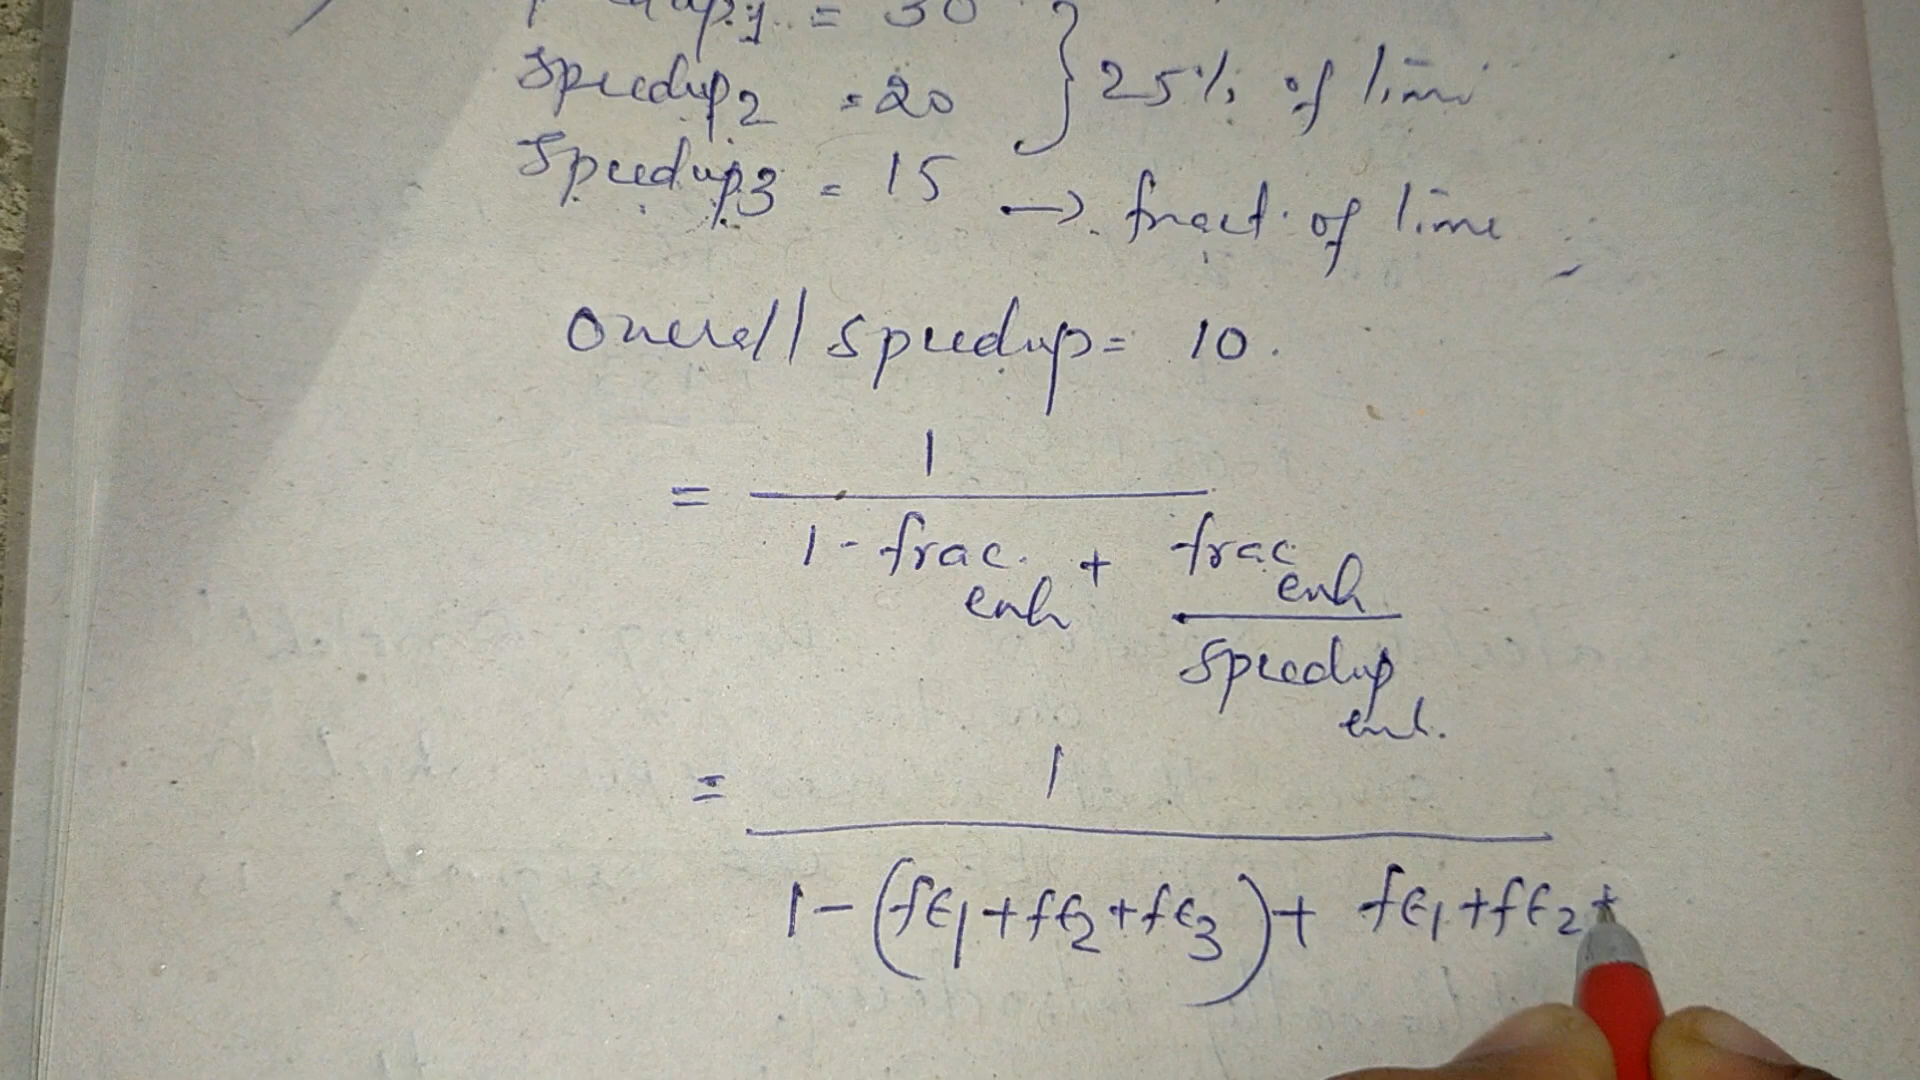 = 30
Speedup2 = 20 } 25% of time
Speedup3 = 15 → fract. of time
Overall speedup = 10.
= 1
1 - frac. enh + frac enh
speedup enh.
= 1
1 - (fE1 + fE2 + fE3) + fE1 + fE2 +